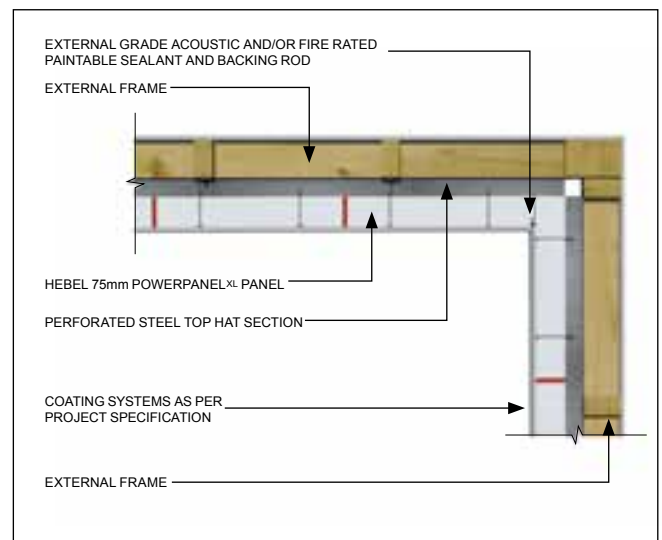 EXTERNAL GRADE ACOUSTIC AND/OR FIRE RATED
PAINTABLE SEALANT AND BACKING ROD
EXTERNAL FRAME
HEBEL 75mm POWERPANELXL PANEL
PERFORATED STEEL TOP HAT SECTION
COATING SYSTEMS AS PER
PROJECT SPECIFICATION
EXTERNAL FRAME